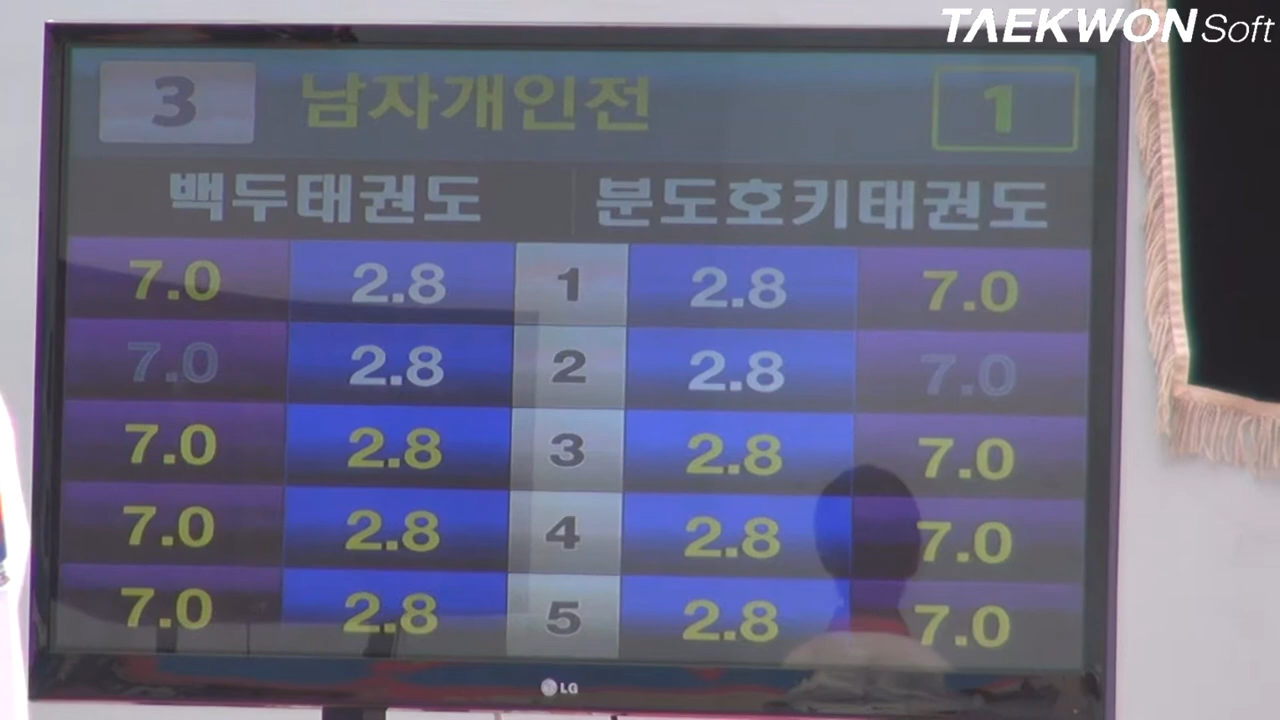 TAEKWON Soft
3 남자개인전 1
백두태권도 분도호키태권도
7.0 2.8 1 2.8 7.0
7.0 2.8 2 2.8 7.0
7.0 2.8 3 2.8 7.0
7.0 2.8 4 2.8 7.0
7.0 2.8 5 2.8 7.0
LG